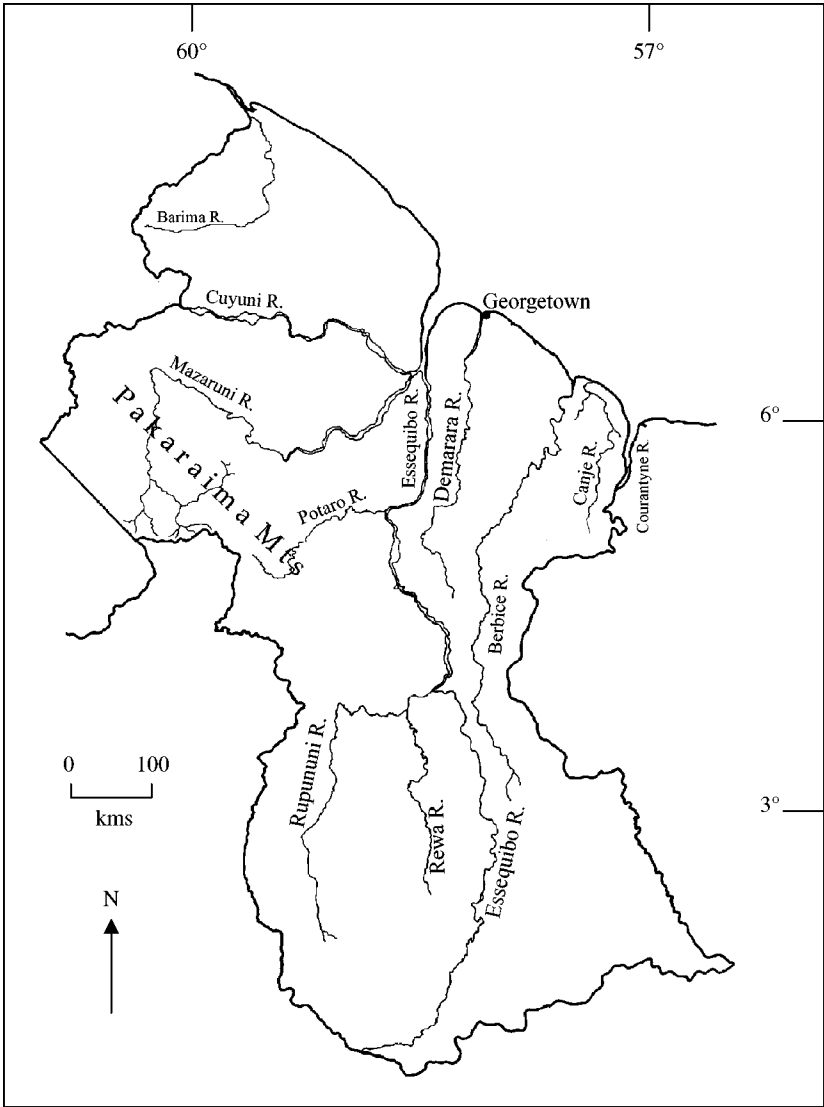 60°
57°
Barima R.
Cuyuni R.
Georgetown
Mazaruni R.
Pakaraima Mts
Essequibo R.
Demarara R.
6°
Canje R.
Courantyne R.
Potaro R.
Berbice R.
Rupununi R.
0 100
kms
3°
Rewa R.
Essequibo R.
N